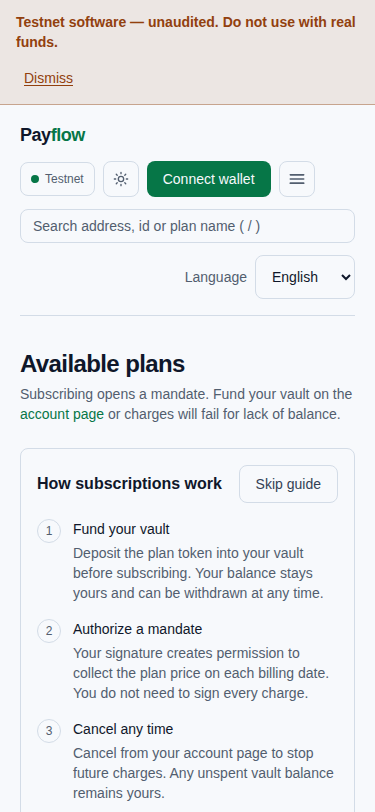 Testnet software — unaudited. Do not use with real
funds.
Dismiss
Payflow
Testnet
Connect wallet
Search address, id or plan name ( / )
Language
English
Available plans
Subscribing opens a mandate. Fund your vault on the
account page or charges will fail for lack of balance.
How subscriptions work
Skip guide
1
Fund your vault
Deposit the plan token into your vault
before subscribing. Your balance stays
yours and can be withdrawn at any time.
2
Authorize a mandate
Your signature creates permission to
collect the plan price on each billing date.
You do not need to sign every charge.
3
Cancel any time
Cancel from your account page to stop
future charges. Any unspent vault balance
remains yours.